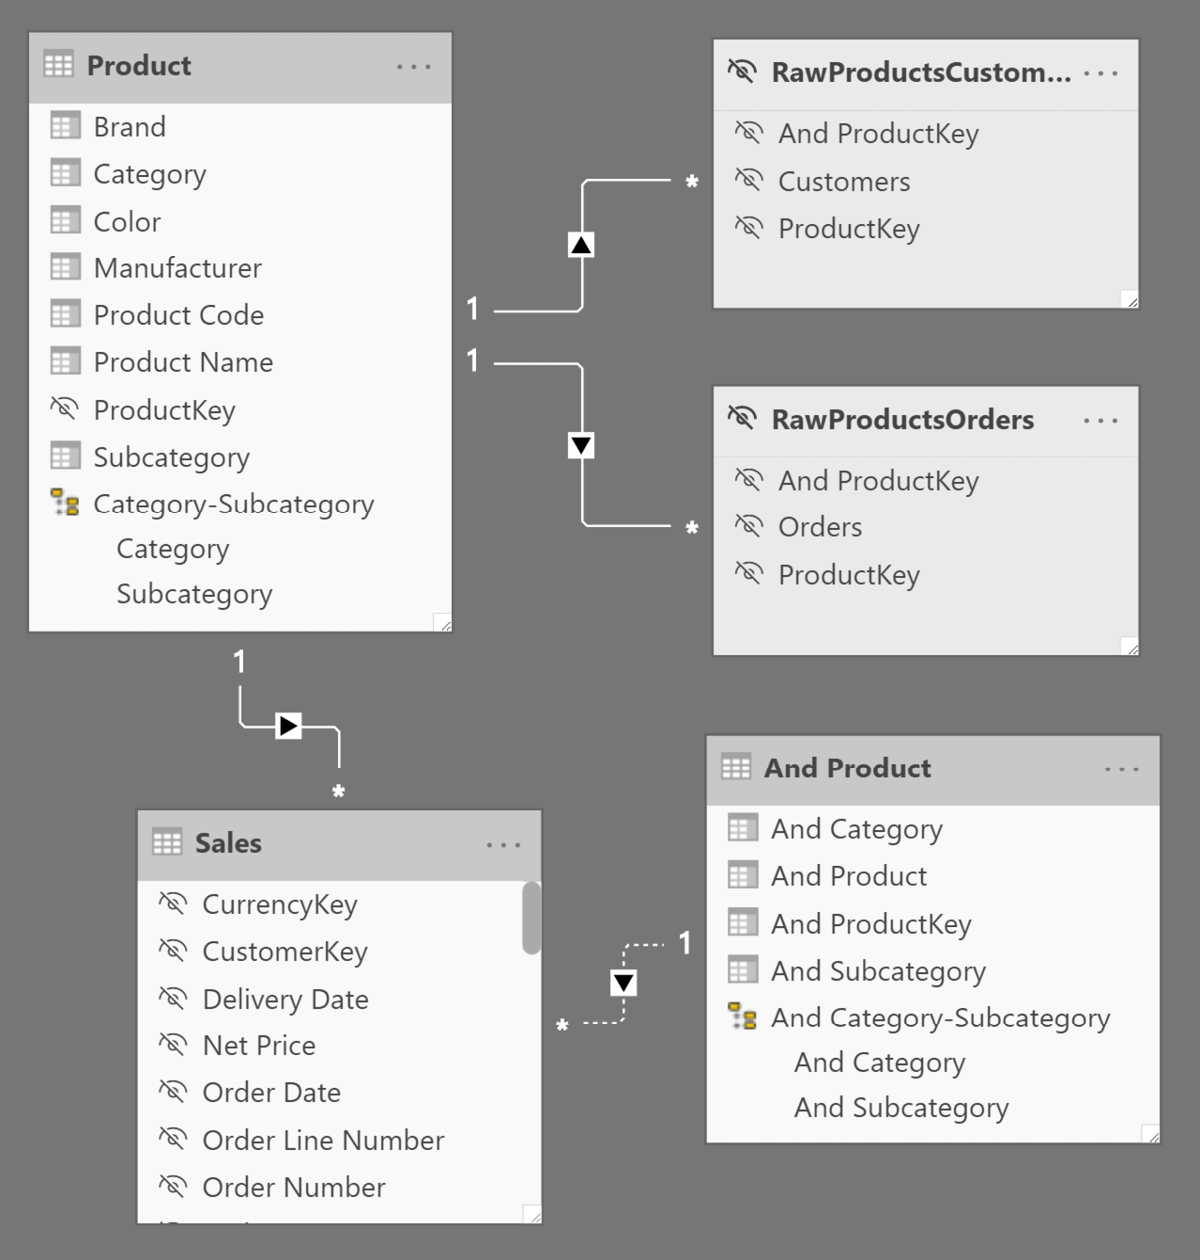 Product
Brand
Category
Color
Manufacturer
Product Code
Product Name
ProductKey
Subcategory
Category-Subcategory
Category
Subcategory
RawProductsCustom...
And ProductKey
Customers
ProductKey
1
*
1
*
RawProductsOrders
And ProductKey
Orders
ProductKey
1
*
Sales
CurrencyKey
CustomerKey
Delivery Date
Net Price
Order Date
Order Line Number
Order Number
1
*
And Product
And Category
And Product
And ProductKey
And Subcategory
And Category-Subcategory
And Category
And Subcategory